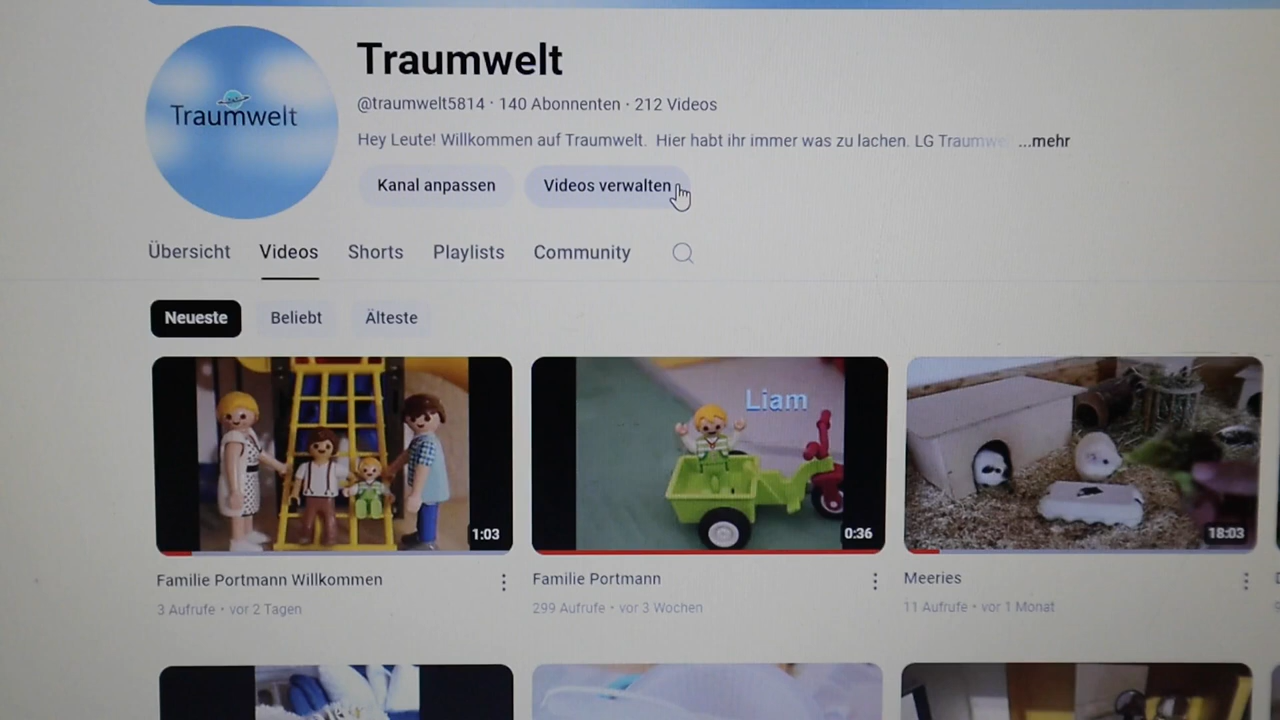 Traumwelt
Traumwelt
@traumwelt5814 · 140 Abonnenten · 212 Videos
Hey Leute! Willkommen auf Traumwelt. Hier habt ihr immer was zu lachen. LG Traumwe ...mehr
Kanal anpassen Videos verwalten
Übersicht Videos Shorts Playlists Community
Neueste Beliebt Älteste
Liam
1:03 0:36 18:03
Familie Portmann Willkommen Familie Portmann Meeries
3 Aufrufe • vor 2 Tagen 299 Aufrufe • vor 3 Wochen 11 Aufrufe • vor 1 Monat